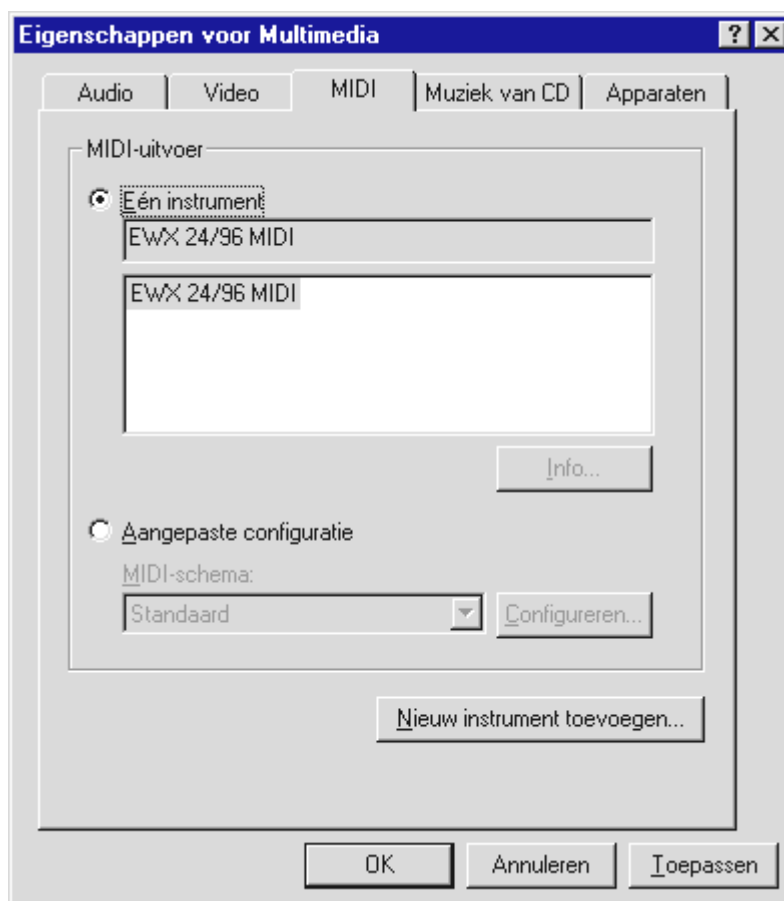 Eigenschappen voor Multimedia
Audio Video MIDI Muziek van CD Apparaten
MIDI-uitvoer
Eén instrument
EWX 24/96 MIDI
EWX 24/96 MIDI
Info...
Aangepaste configuratie
MIDI-schema:
Standaard Configureren...
Nieuw instrument toevoegen...
OK Annuleren Toepassen